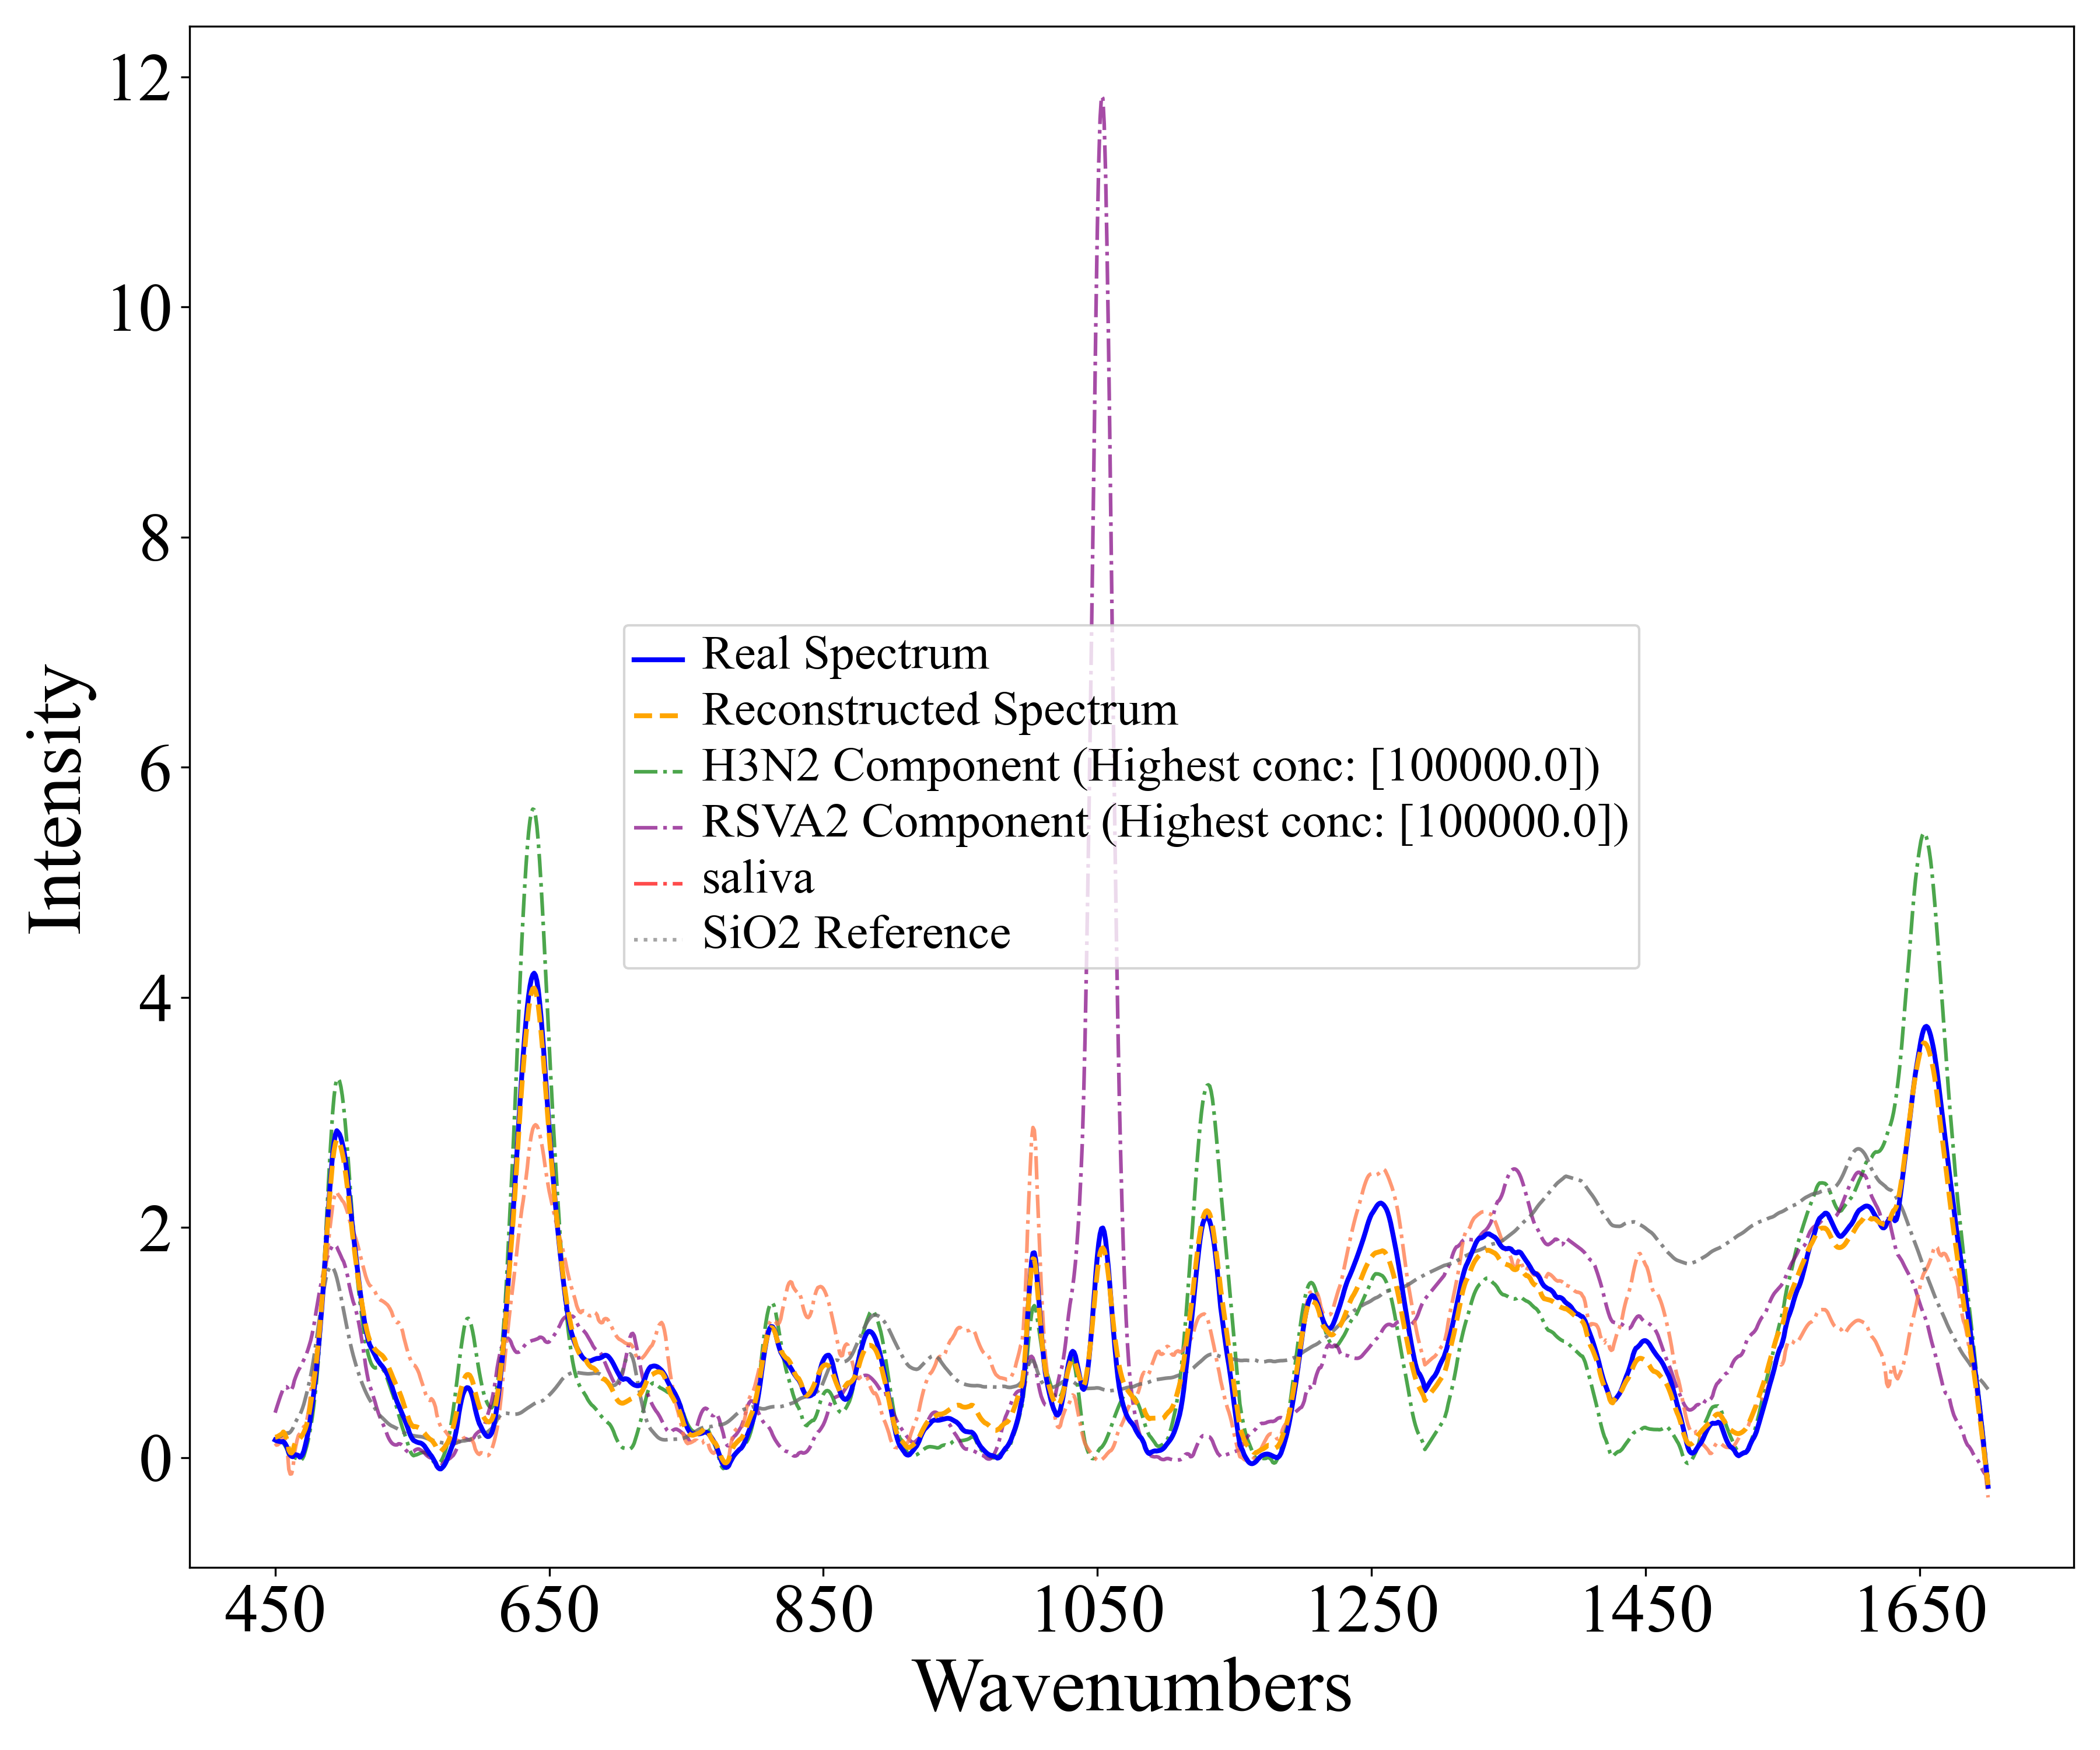 12
10
8
6
4
2
0
Intensity
Real Spectrum
Reconstructed Spectrum
H3N2 Component (Highest conc: [100000.0])
RSVA2 Component (Highest conc: [100000.0])
saliva
SiO2 Reference
450 650 850 1050 1250 1450 1650
Wavenumbers